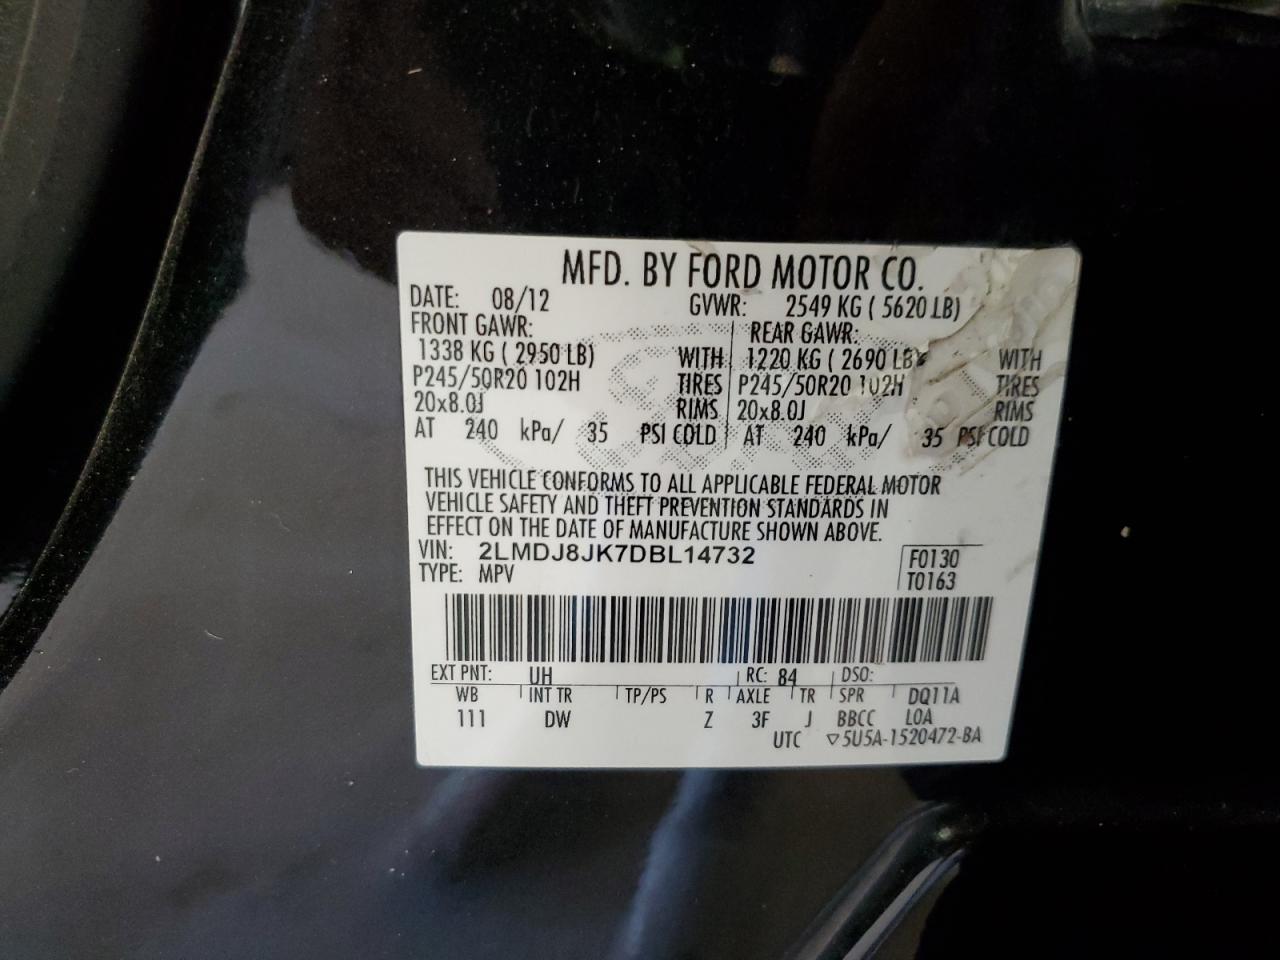 MFD. BY FORD MOTOR CO.
DATE: 08/12 GVWR: 2549 KG ( 5620 LB)
FRONT GAWR: REAR GAWR:
1338 KG ( 2950 LB) WITH 1220 KG ( 2690 LB) WITH
P245/50R20 102H TIRES P245/50R20 102H TIRES
20x8.0J RIMS 20x8.0J RIMS
AT 240 kPa/ 35 PSI COLD AT 240 kPa/ 35 PSI COLD
THIS VEHICLE CONFORMS TO ALL APPLICABLE FEDERAL MOTOR
VEHICLE SAFETY AND THEFT PREVENTION STANDARDS IN
EFFECT ON THE DATE OF MANUFACTURE SHOWN ABOVE.
VIN: 2LMDJ8JK7DBL14732 F0130
TYPE: MPV T0163
EXT PNT: UH RC: 84 DSO:
WB INT TR TP/PS R AXLE TR SPR DQ11A
111 DW Z 3F J BBCC LOA
UTC ▽5U5A-1520472-BA